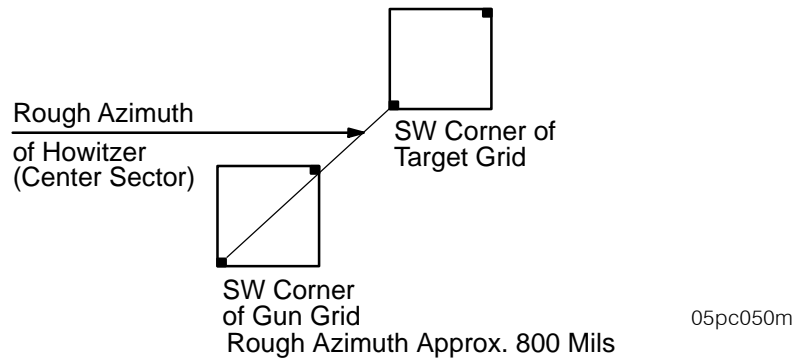 Rough Azimuth
of Howitzer
(Center Sector)
SW Corner of
Target Grid
SW Corner
of Gun Grid
Rough Azimuth Approx. 800 Mils
05pc050m